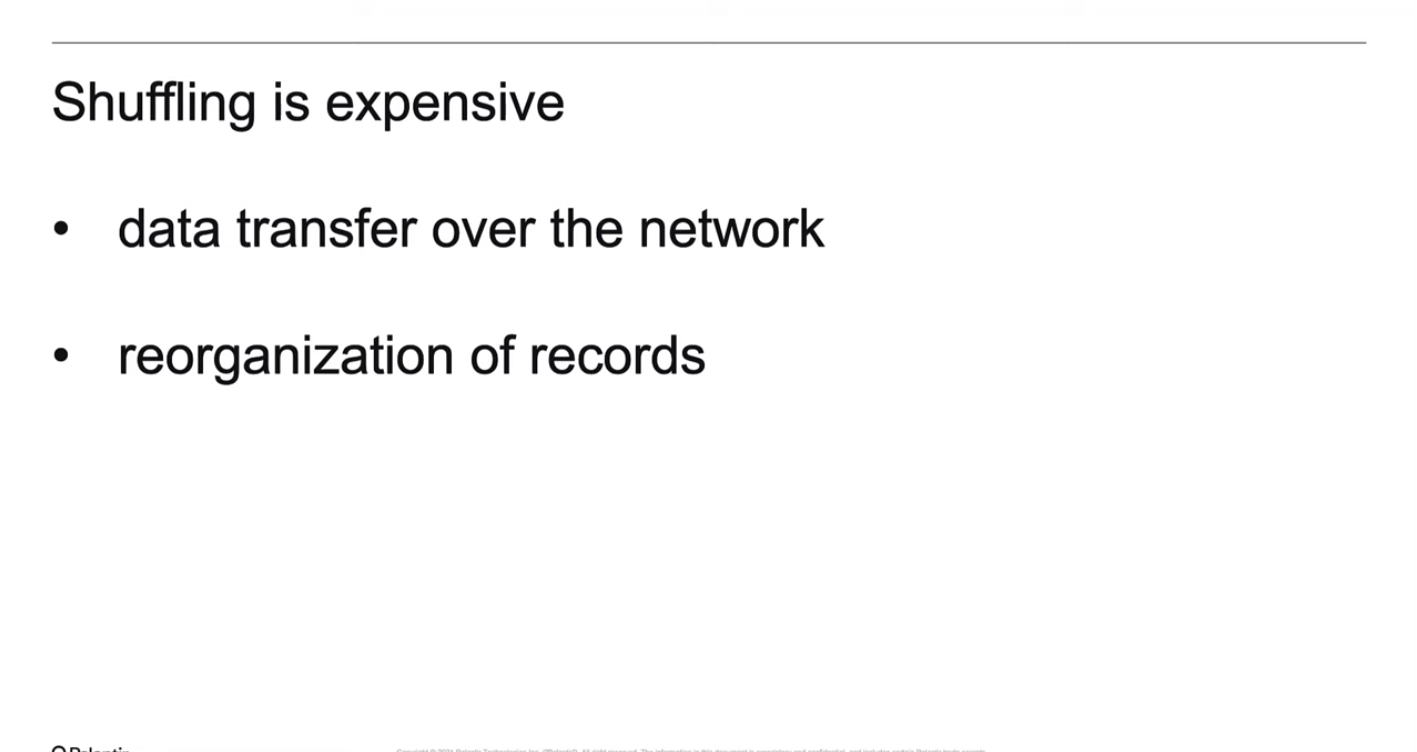 Shuffling is expensive
• data transfer over the network
• reorganization of records